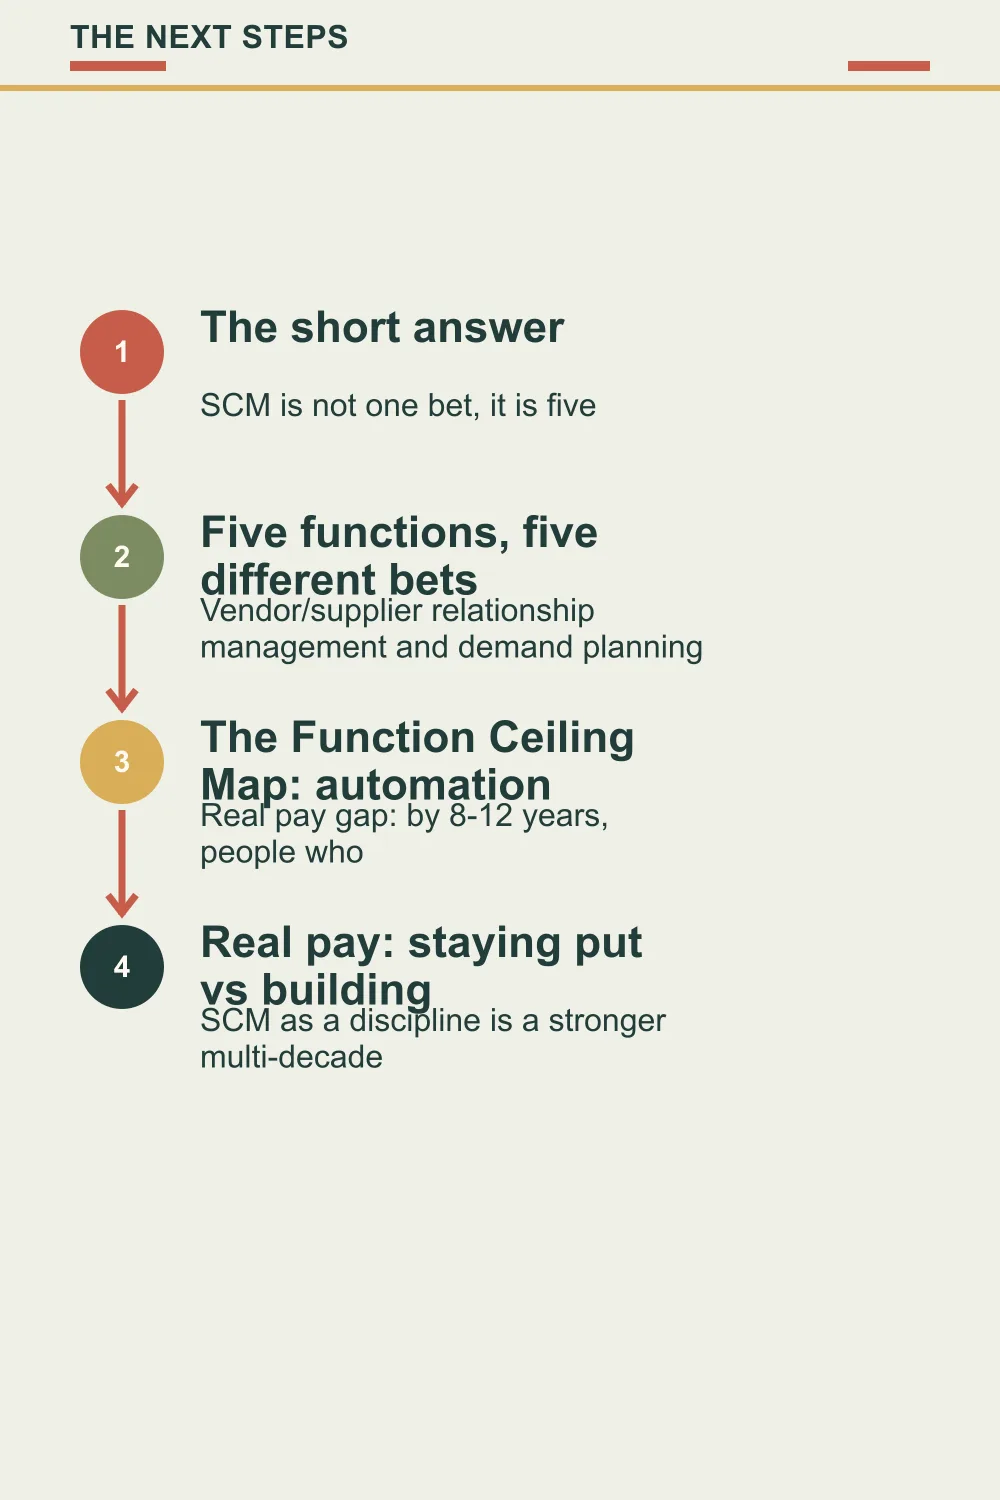 THE NEXT STEPS
1
The short answer
SCM is not one bet, it is five
2
Five functions, five
different bets
Vendor/supplier relationship
management and demand planning
3
The Function Ceiling
Map: automation
Real pay gap: by 8-12 years,
people who
4
Real pay: staying put
vs building
SCM as a discipline is a stronger
multi-decade